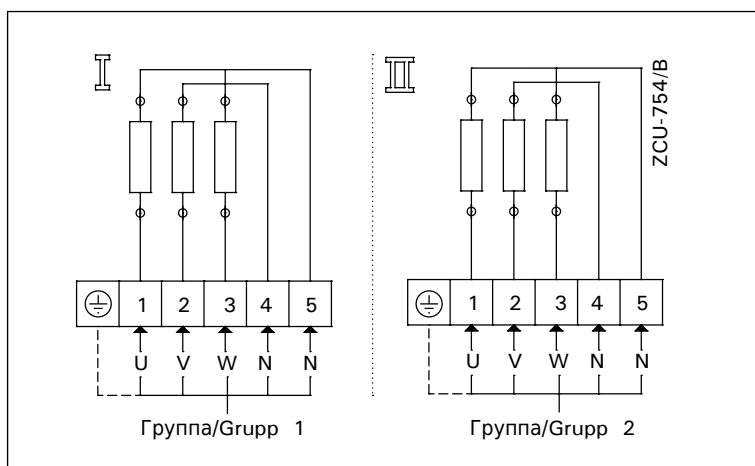 I
II
ZCU-754/B
1 2 3 4 5
1 2 3 4 5
U V W N N
U V W N N
Группа/Grupp 1
Группа/Grupp 2